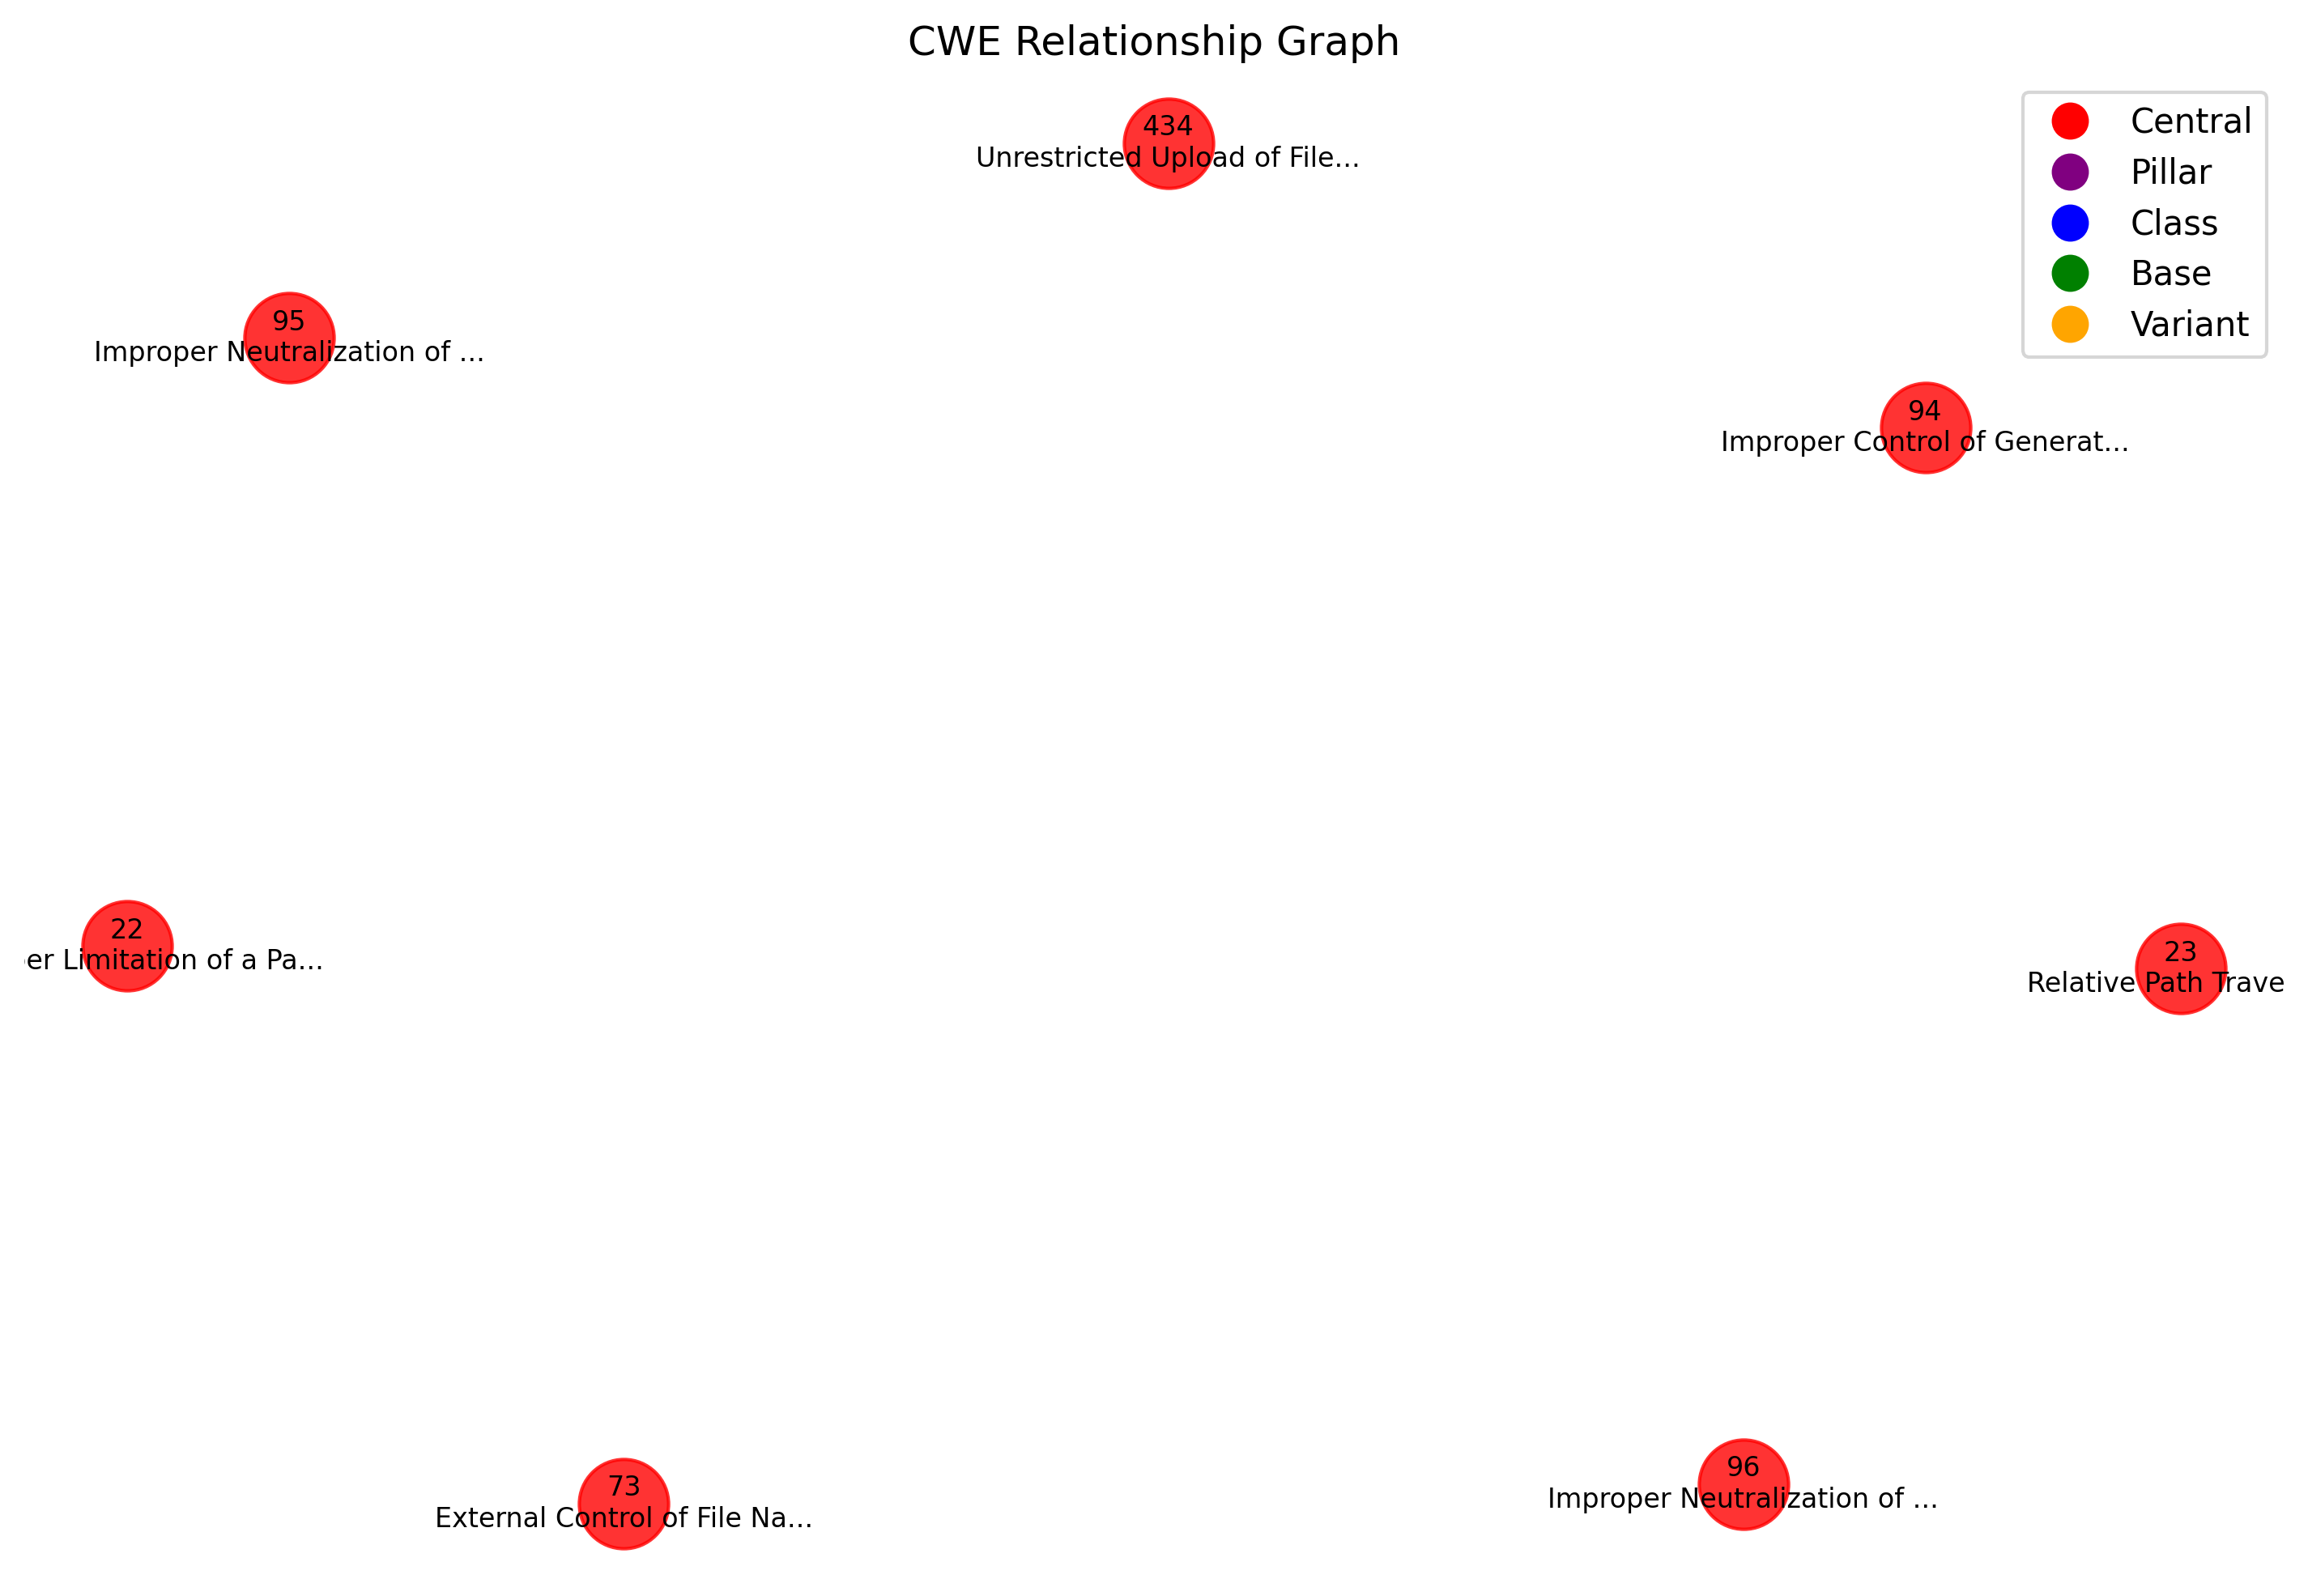 CWE Relationship Graph
434
Unrestricted Upload of File...
Central
Pillar
Class
Base
Variant
95
Improper Neutralization of ...
94
Improper Control of Generat...
22
er Limitation of a Pa...
23
Relative Path Trave
96
Improper Neutralization of ...
73
External Control of File Na...